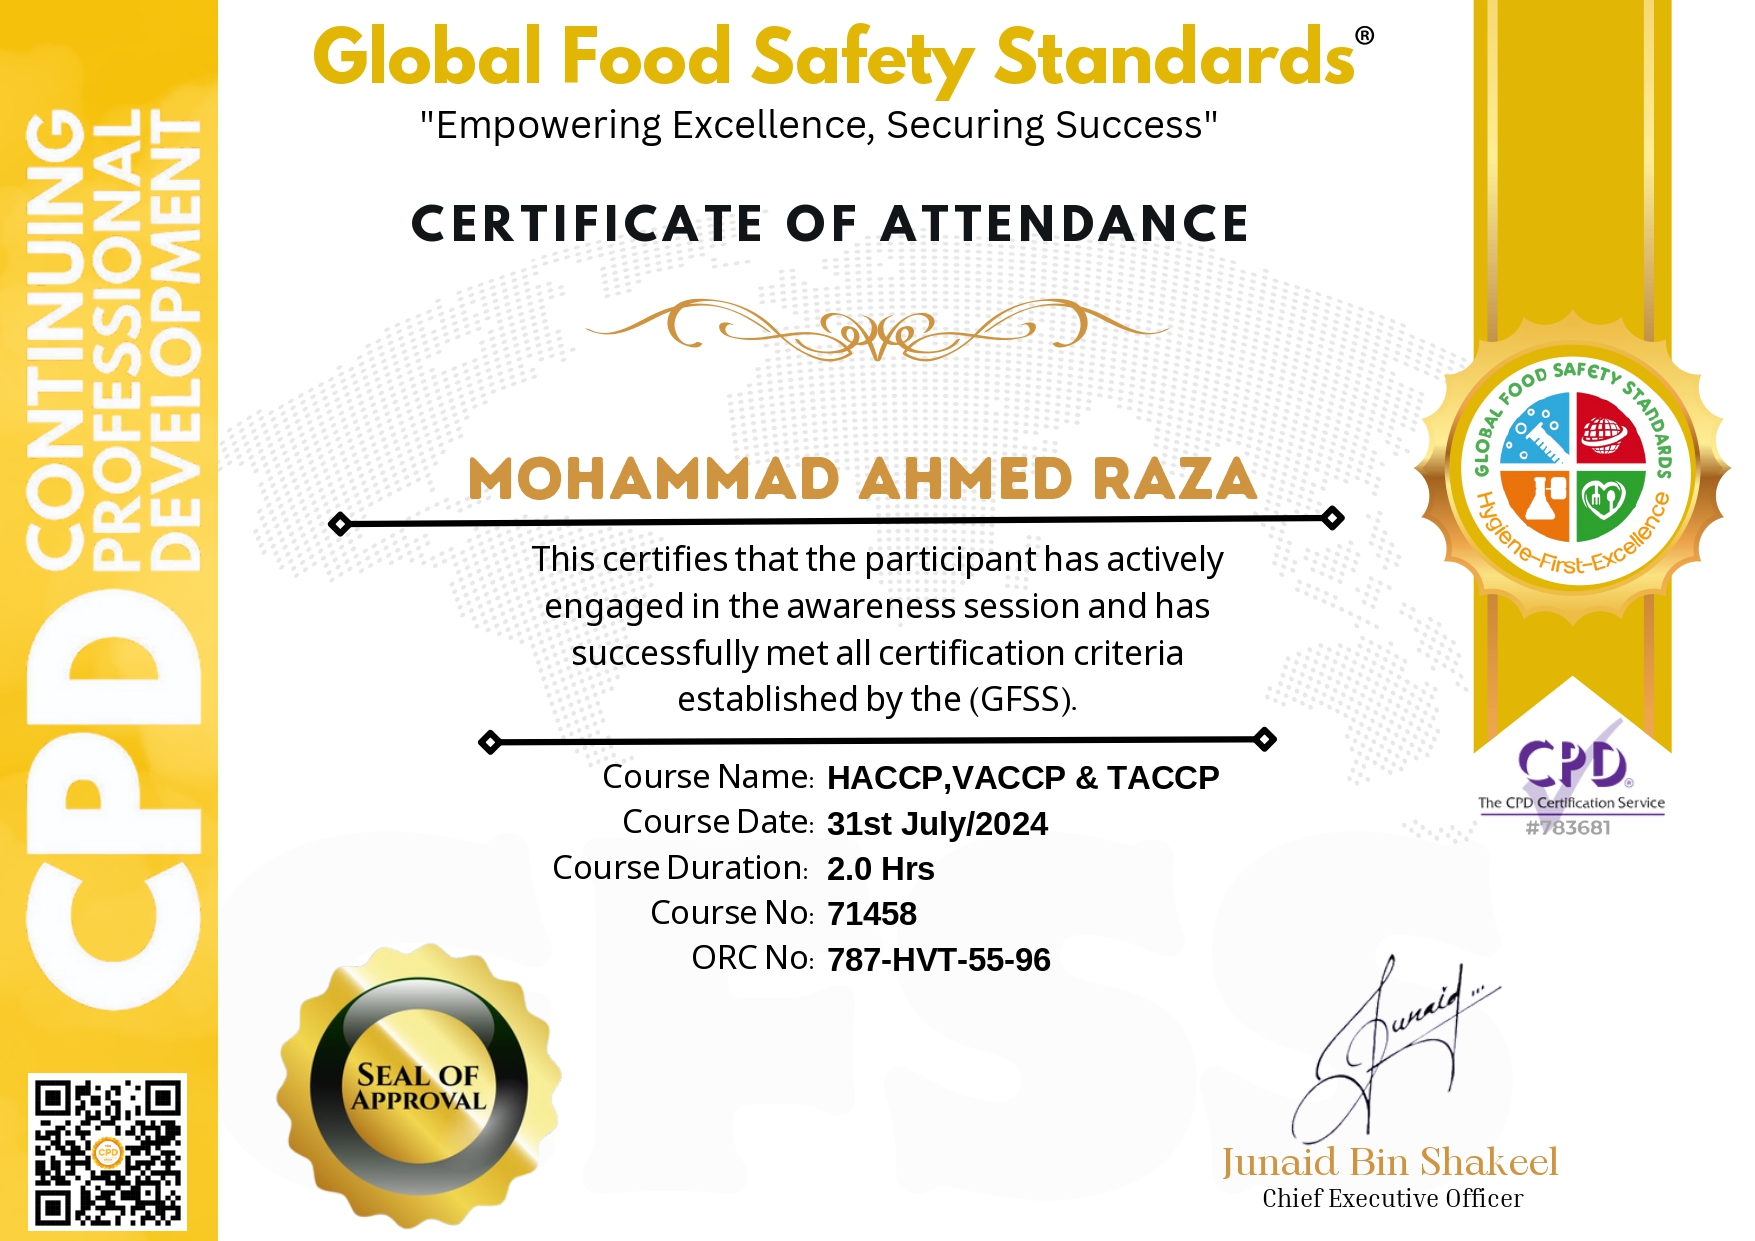 Global Food Safety Standards®
"Empowering Excellence, Securing Success"
CERTIFICATE OF ATTENDANCE
MOHAMMAD AHMED RAZA
This certifies that the participant has actively
engaged in the awareness session and has
successfully met all certification criteria
established by the (GFSS).
Course Name: HACCP,VACCP & TACCP
Course Date: 31st July/2024
Course Duration: 2.0 Hrs
Course No: 71458
ORC No: 787-HVT-55-96
CPD
CONTINUING
PROFESSIONAL
DEVELOPMENT
CPD
SEAL OF
APPROVAL
GLOBAL FOOD SAFETY STANDARDS
Hygiene-First-Excellence
CPD®
The CPD Certification Service
#783681
GFSS
Junaid...
Junaid Bin Shakeel
Chief Executive Officer